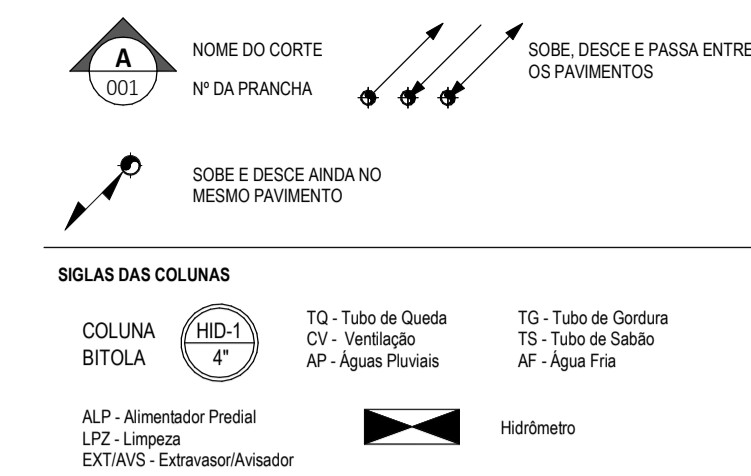 A
001
NOME DO CORTE
Nº DA PRANCHA
SOBE, DESCE E PASSA ENTRE
OS PAVIMENTOS
SOBE E DESCE AINDA NO
MESMO PAVIMENTO
SIGLAS DAS COLUNAS
COLUNA
BITOLA
HID-1
4"
TQ - Tubo de Queda
CV - Ventilação
AP - Águas Pluviais
TG - Tubo de Gordura
TS - Tubo de Sabão
AF - Água Fria
ALP - Alimentador Predial
LPZ - Limpeza
EXT/AVS - Extravasor/Avisador
Hidrômetro